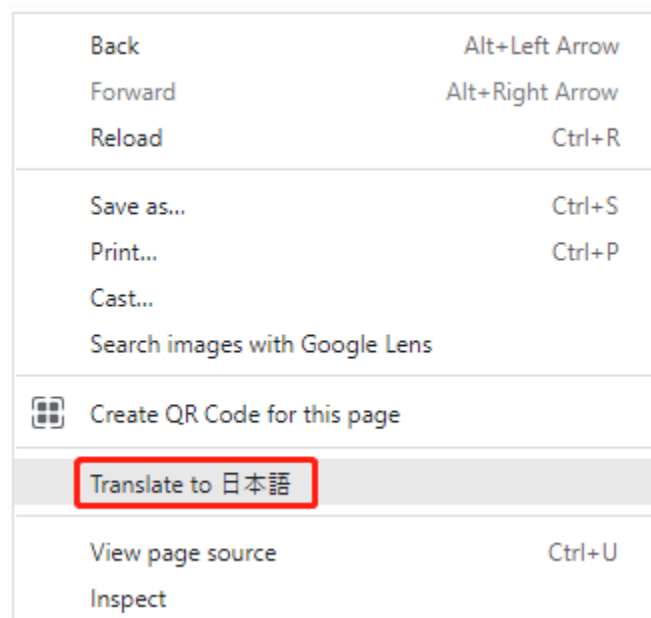 Back Alt+Left Arrow
Forward Alt+Right Arrow
Reload Ctrl+R
Save as... Ctrl+S
Print... Ctrl+P
Cast...
Search images with Google Lens
Create QR Code for this page
Translate to 日本語
View page source Ctrl+U
Inspect